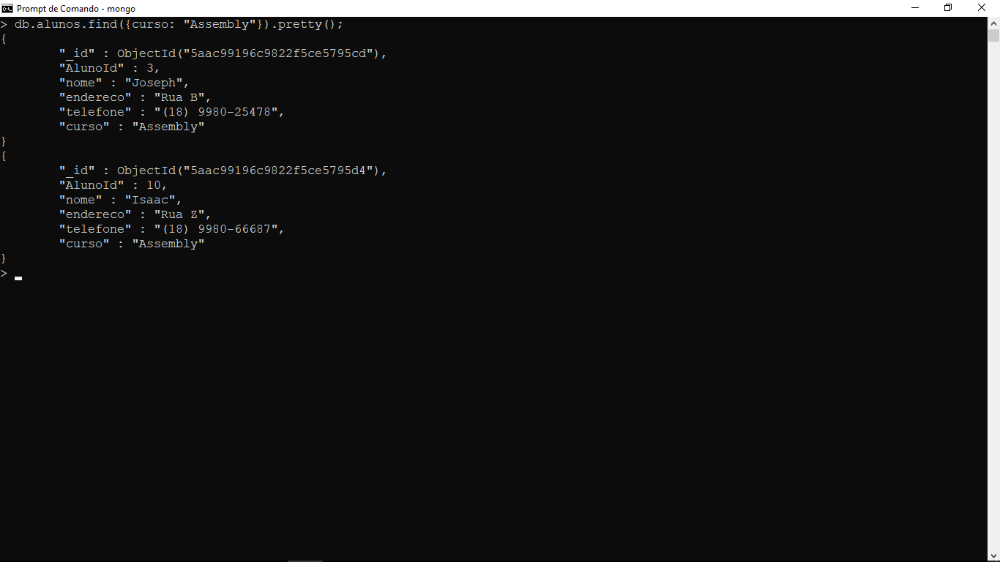 Prompt de Comando - mongo
> db.alunos.find({curso: "Assembly"}).pretty();
{
"_id" : ObjectId("5aac99196c9822f5ce5795cd"),
"AlunoId" : 3,
"nome" : "Joseph",
"endereco" : "Rua B",
"telefone" : "(18) 9980-25478",
"curso" : "Assembly"
}
{
"_id" : ObjectId("5aac99196c9822f5ce5795d4"),
"AlunoId" : 10,
"nome" : "Isaac",
"endereco" : "Rua Z",
"telefone" : "(18) 9980-66687",
"curso" : "Assembly"
}
>